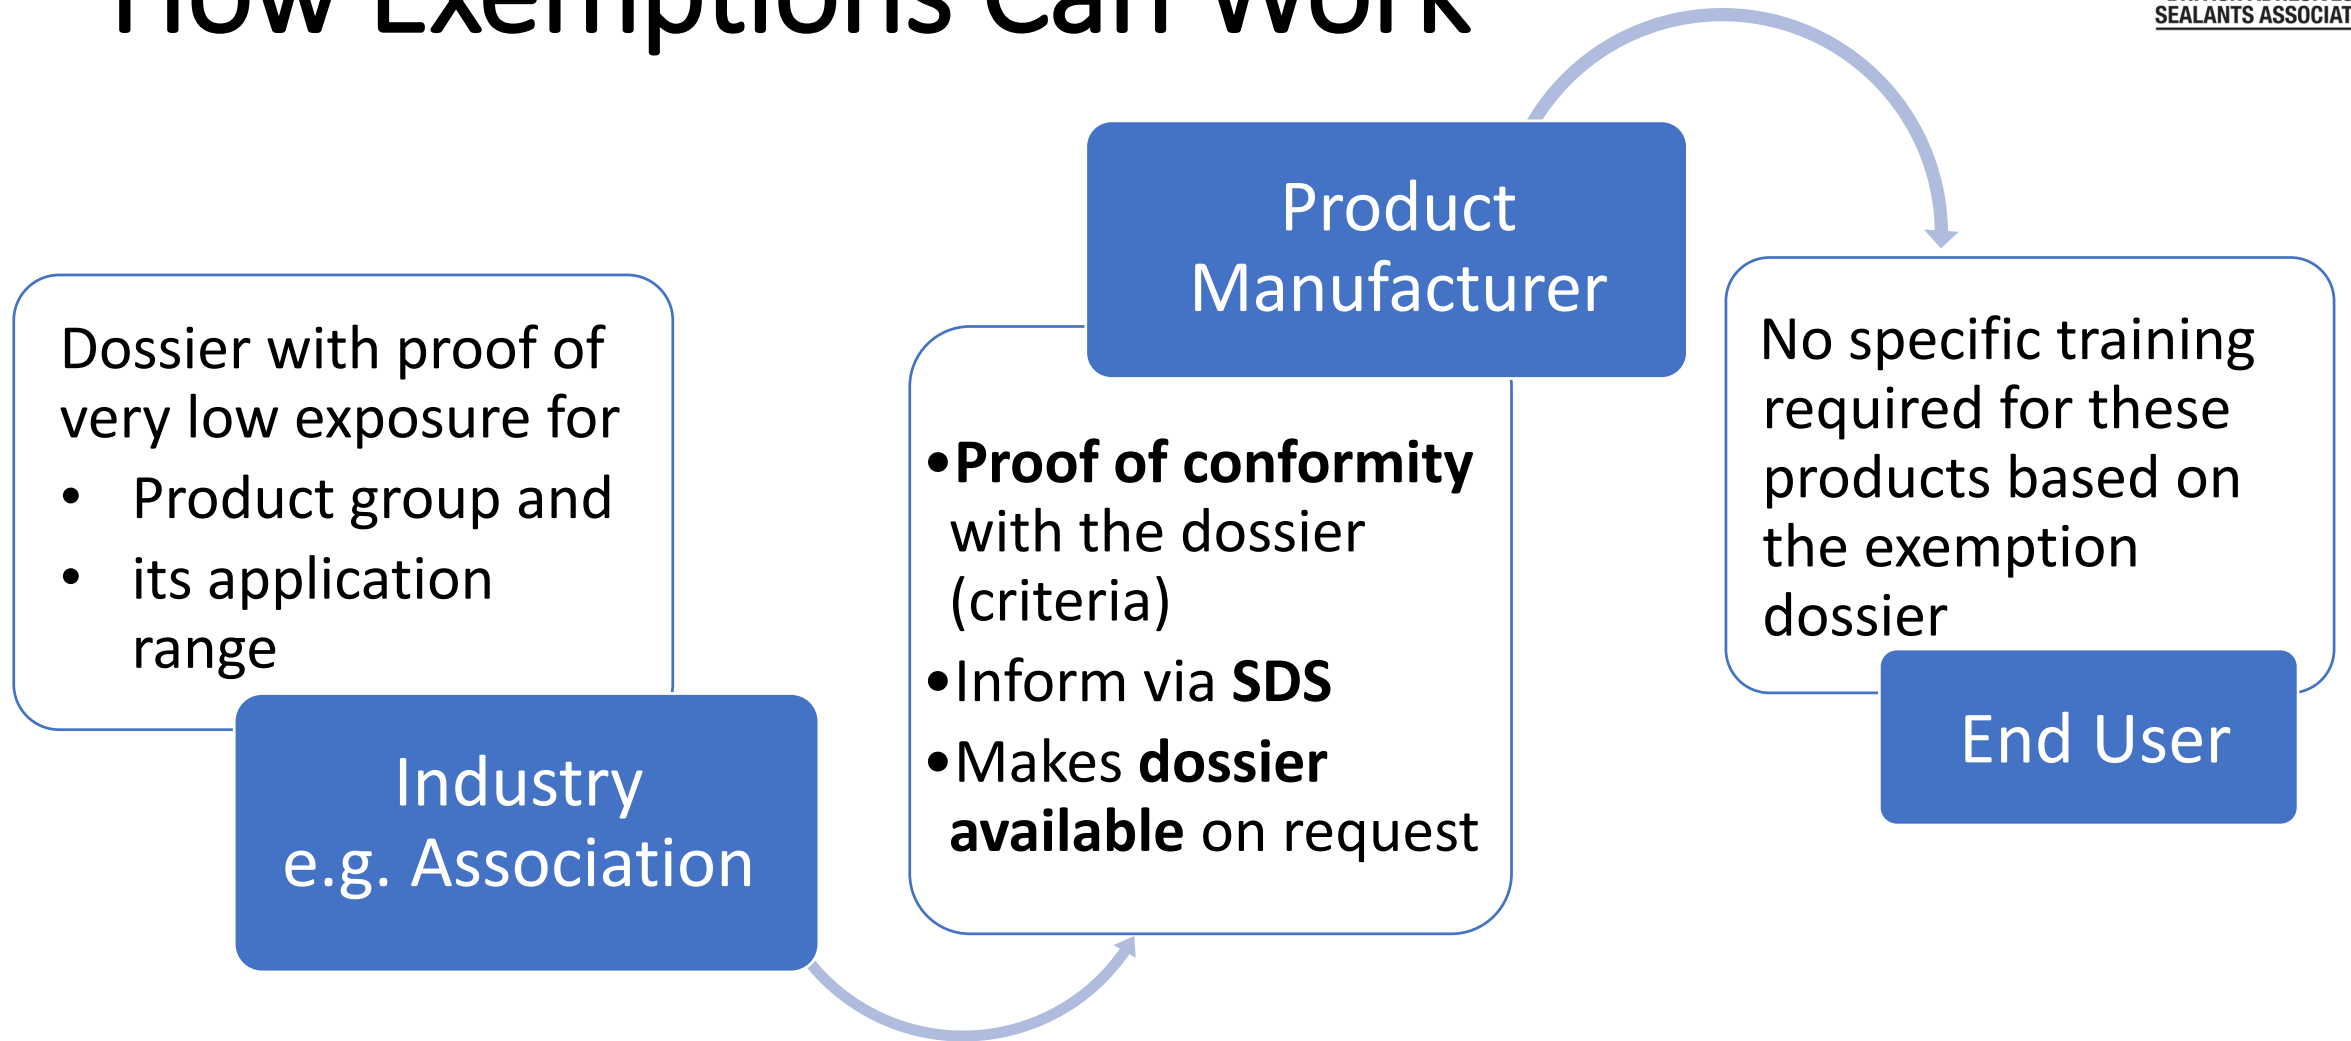 How Exemptions Can Work
SEALANTS ASSOCIAT
Dossier with proof of
very low exposure for
• Product group and
• its application
range
Industry
e.g. Association
Product
Manufacturer
•Proof of conformity
with the dossier
(criteria)
•Inform via SDS
•Makes dossier
available on request
No specific training
required for these
products based on
the exemption
dossier
End User